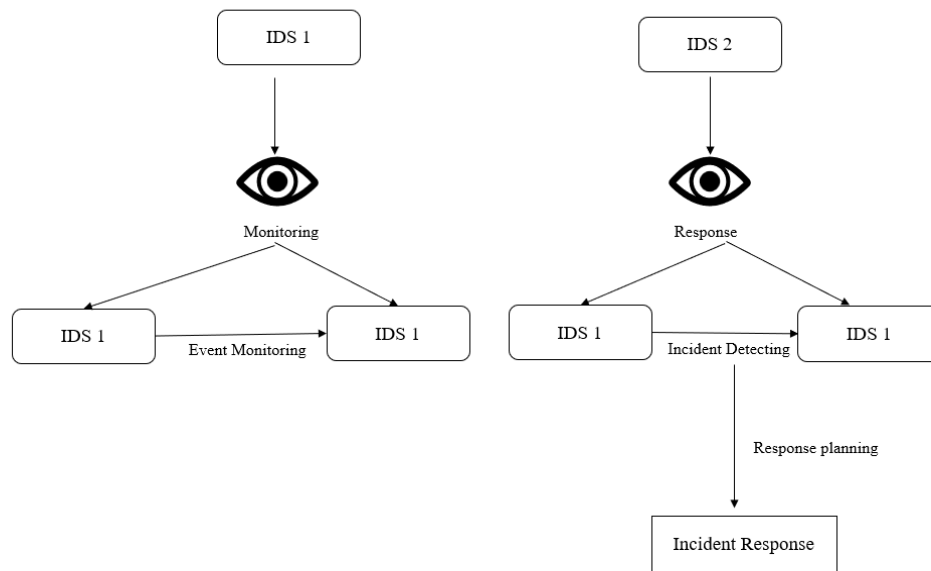 IDS 1
IDS 2
Monitoring
Response
IDS 1
Event Monitoring
IDS 1
IDS 1
Incident Detecting
IDS 1
Response planning
Incident Response